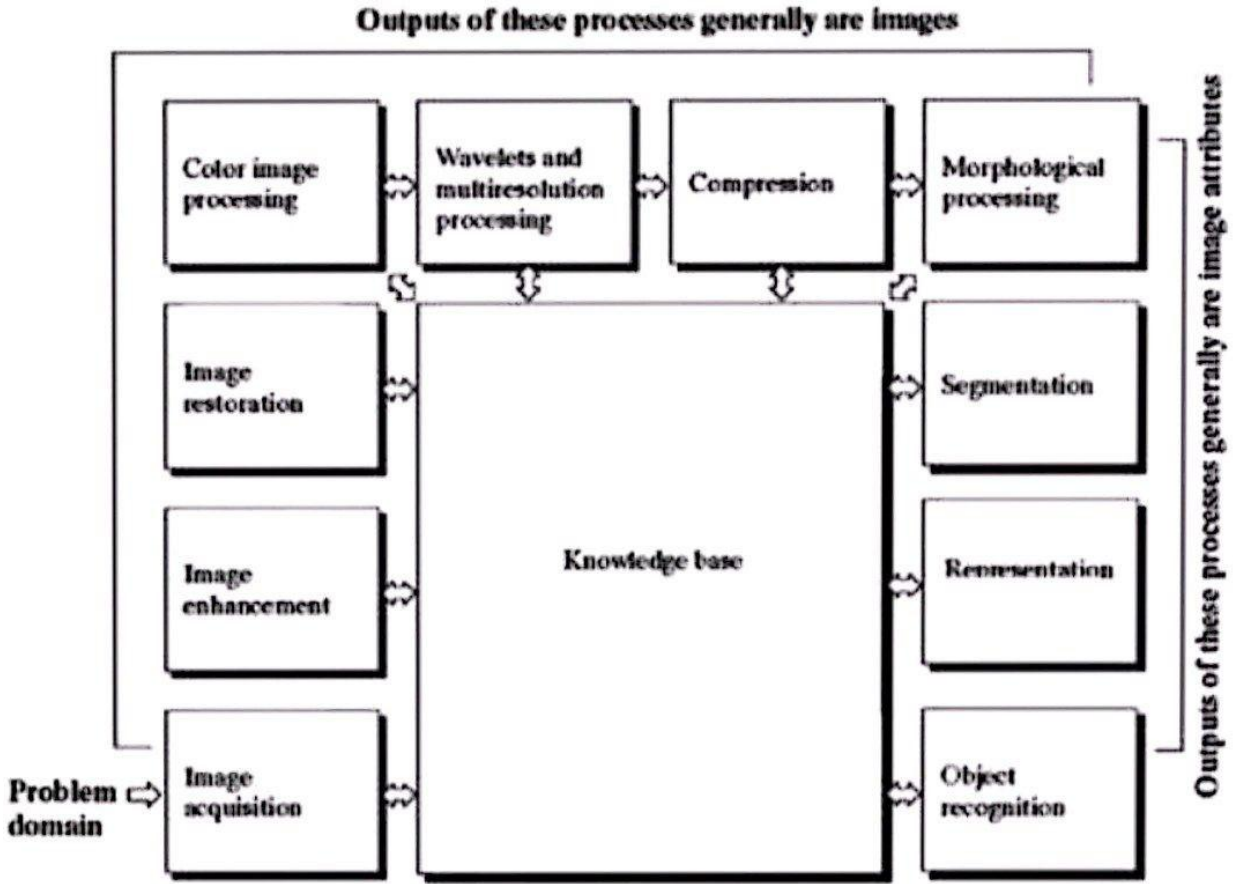 Outputs of these processes generally are images
Color image
processing
Wavelets and
multiresolution
processing
Compression
Morphological
processing
Outputs of these processes generally are image attributes
Image
restoration
Segmentation
Image
enhancement
Knowledge base
Representation
Problem
domain
Image
acquisition
Object
recognition